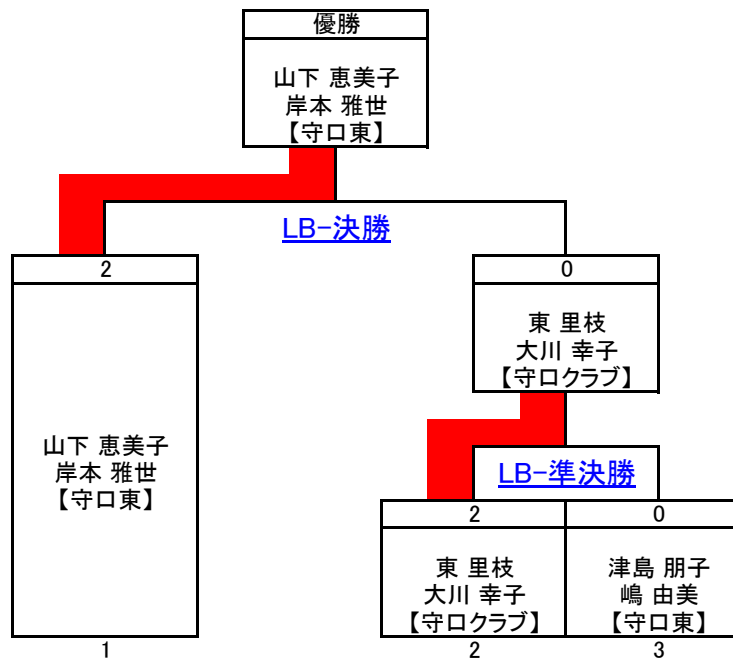 優勝
山下 恵美子
岸本 雅世
【守口東】
LB-決勝
2
0
東 里枝
大川 幸子
【守口クラブ】
山下 恵美子
岸本 雅世
【守口東】
LB-準決勝
2
0
東 里枝
大川 幸子
【守口クラブ】
津島 朋子
嶋 由美
【守口東】
1
2
3